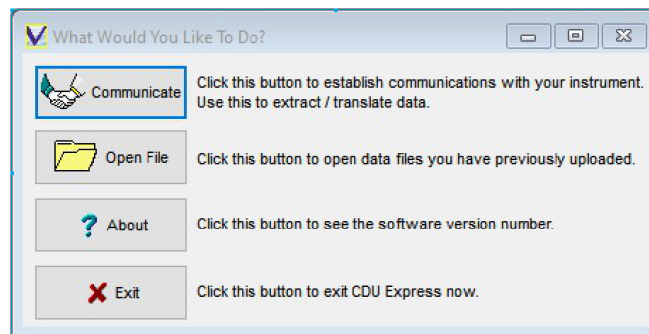 What Would You Like To Do?
Communicate
Click this button to establish communications with your instrument.
Use this to extract / translate data.
Open File
Click this button to open data files you have previously uploaded.
About
Click this button to see the software version number.
Exit
Click this button to exit CDU Express now.